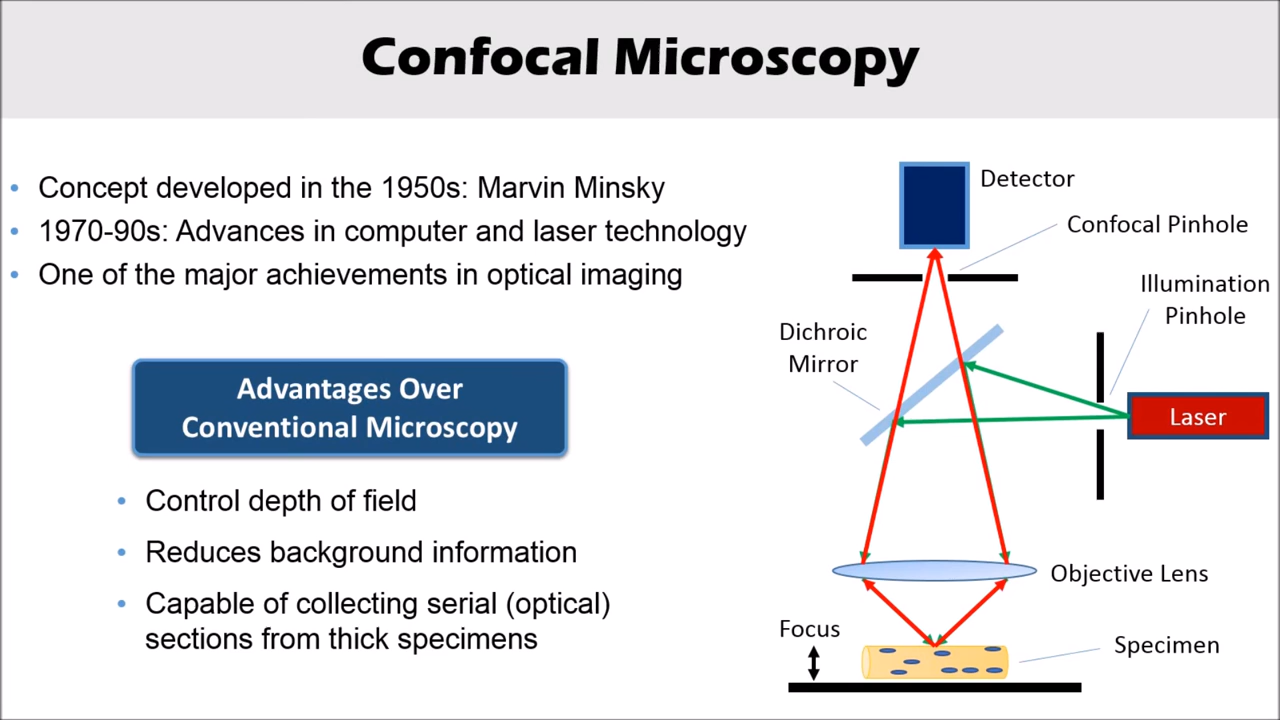 Confocal Microscopy
• Concept developed in the 1950s: Marvin Minsky
• 1970-90s: Advances in computer and laser technology
• One of the major achievements in optical imaging
Advantages Over
Conventional Microscopy
• Control depth of field
• Reduces background information
• Capable of collecting serial (optical)
sections from thick specimens
Detector
Confocal Pinhole
Illumination
Pinhole
Dichroic
Mirror
Laser
Objective Lens
Focus
Specimen